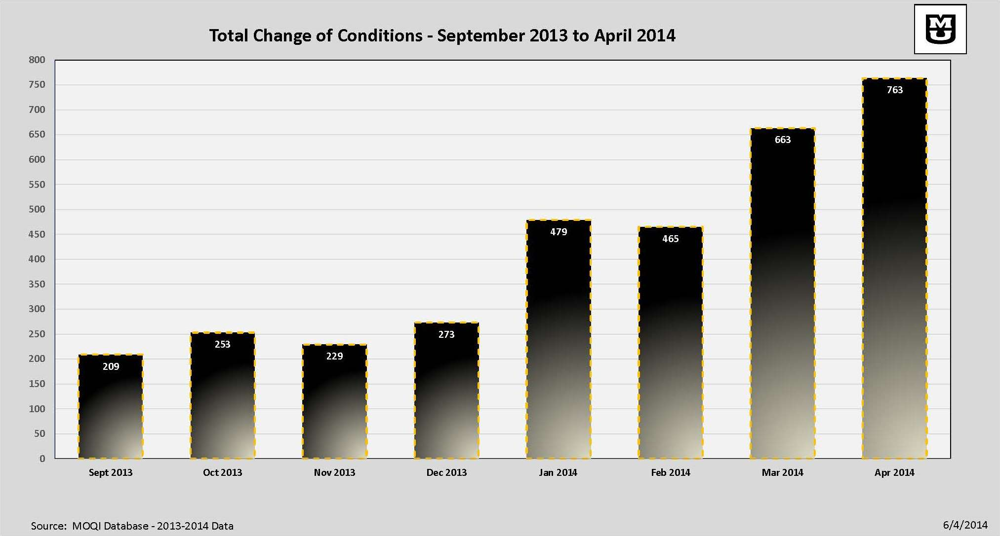 Total Change of Conditions - September 2013 to April 2014
MU
800
750
700
650
600
550
500
450
400
350
300
250
200
150
100
50
0
209
253
229
273
479
465
663
763
Sept 2013
Oct 2013
Nov 2013
Dec 2013
Jan 2014
Feb 2014
Mar 2014
Apr 2014
Source:  MOQI Database - 2013-2014 Data
6/4/2014